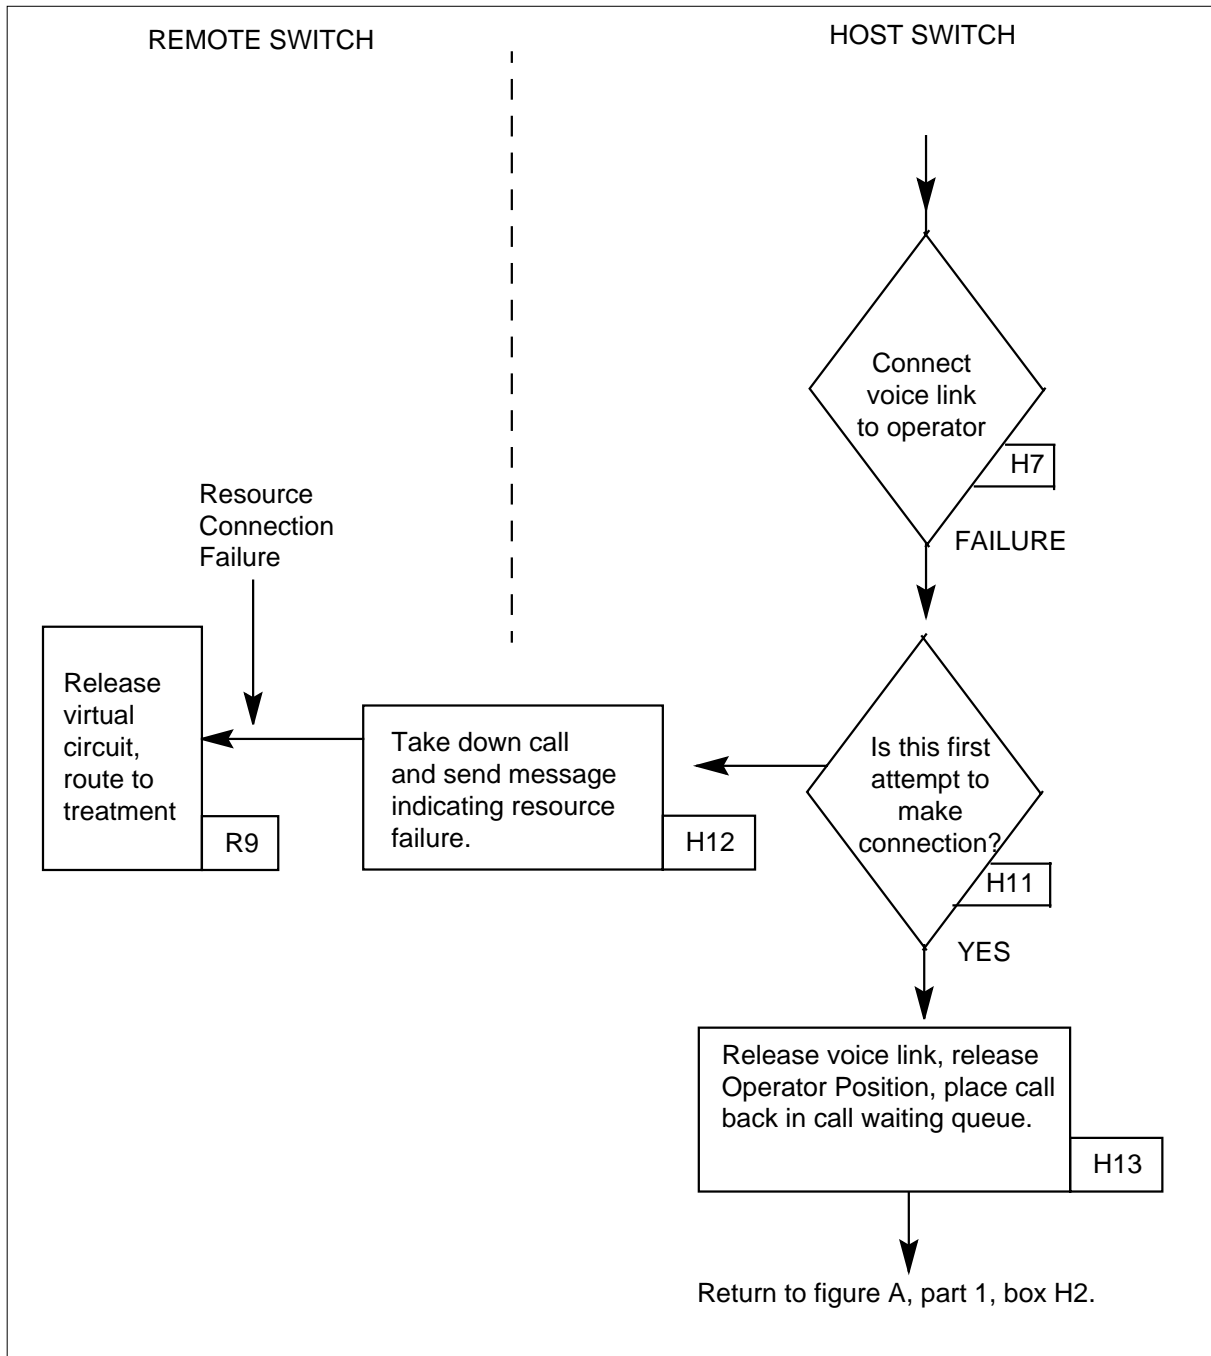 REMOTE SWITCH
HOST SWITCH
Connect
voice link
to operator
H7
FAILURE
Resource
Connection
Failure
Release
virtual
circuit,
route to
treatment
R9
Take down call
and send message
indicating resource
failure.
H12
Is this first
attempt to
make
connection?
H11
YES
Release voice link, release
Operator Position, place call
back in call waiting queue.
H13
Return to figure A, part 1, box H2.